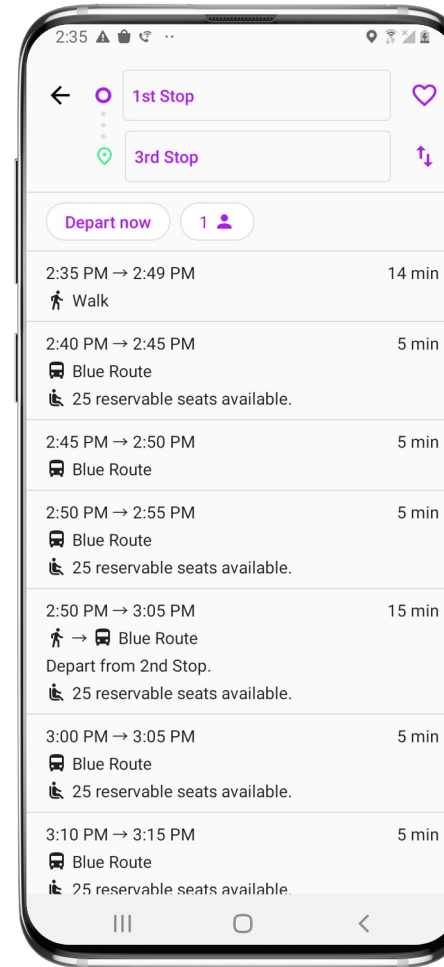 2:35
1st Stop
3rd Stop
Depart now
1
2:35 PM → 2:49 PM 14 min
Walk
2:40 PM → 2:45 PM 5 min
Blue Route
25 reservable seats available.
2:45 PM → 2:50 PM 5 min
Blue Route
2:50 PM → 2:55 PM 5 min
Blue Route
25 reservable seats available.
2:50 PM → 3:05 PM 15 min
→ Blue Route
Depart from 2nd Stop.
25 reservable seats available.
3:00 PM → 3:05 PM 5 min
Blue Route
25 reservable seats available.
3:10 PM → 3:15 PM 5 min
Blue Route
25 reservable seats available.